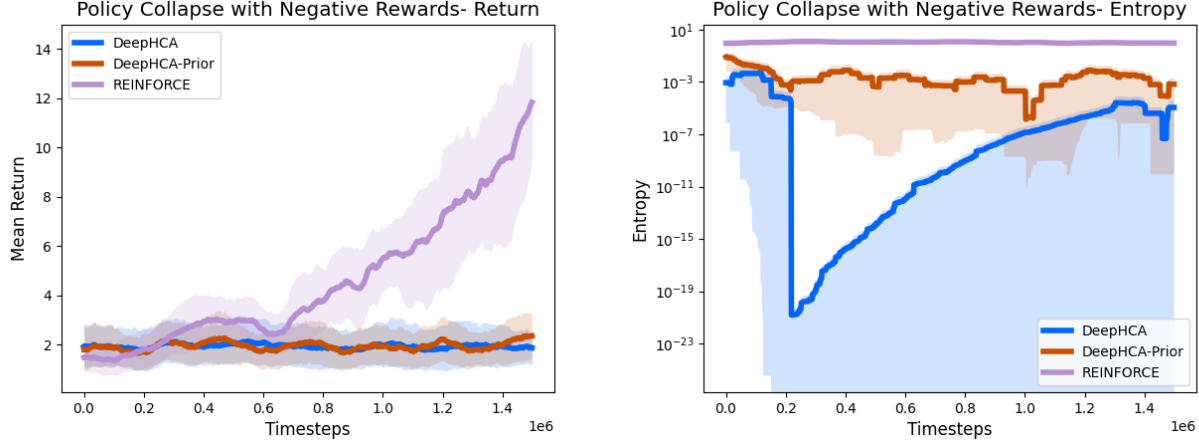 Policy Collapse with Negative Rewards- Return
14
12
10
8
6
4
2
Mean Return
DeepHCA
DeepHCA-Prior
REINFORCE
0.0 0.2 0.4 0.6 0.8 1.0 1.2 1.4
1e6
Timesteps
Policy Collapse with Negative Rewards- Entropy
10^1
10^-3
10^-7
10^-11
10^-15
10^-19
10^-23
Entropy
DeepHCA
DeepHCA-Prior
REINFORCE
0.0 0.2 0.4 0.6 0.8 1.0 1.2 1.4
1e6
Timesteps